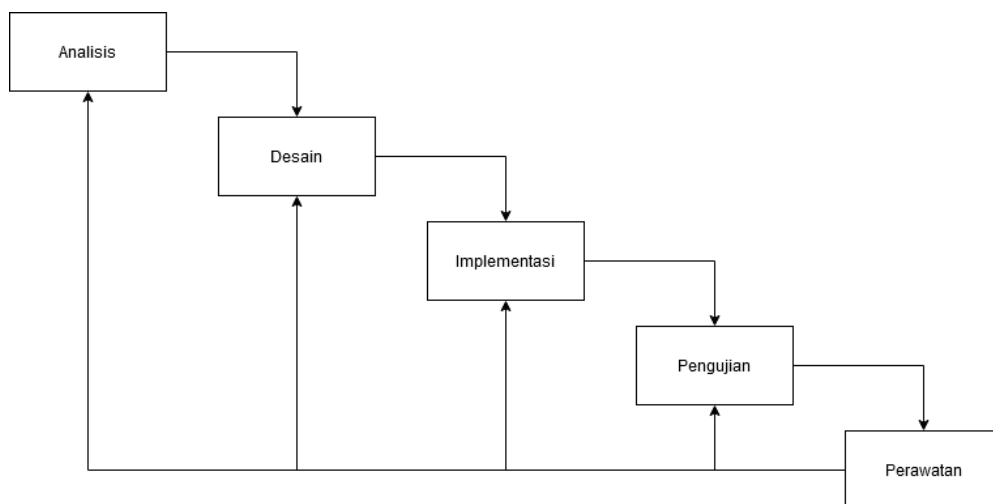 Analisis
Desain
Implementasi
Pengujian
Perawatan